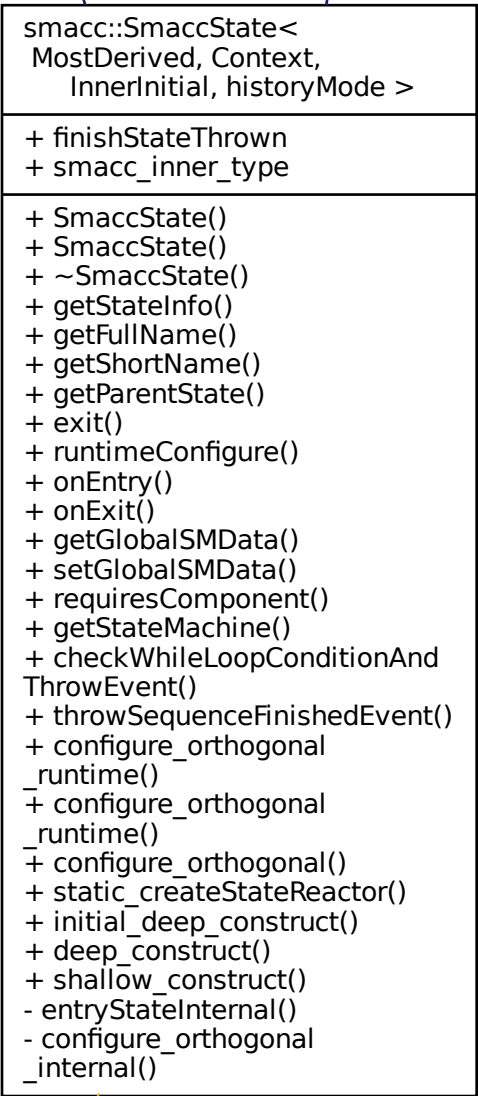 smacc::SmaccState<
MostDerived, Context,
InnerInitial, historyMode >
+ finishStateThrown
+ smacc_inner_type
+ SmaccState()
+ SmaccState()
+ ~SmaccState()
+ getStateInfo()
+ getFullName()
+ getShortName()
+ getParentState()
+ exit()
+ runtimeConfigure()
+ onEntry()
+ onExit()
+ getGlobalSMData()
+ setGlobalSMData()
+ requiresComponent()
+ getStateMachine()
+ checkWhileLoopConditionAnd
ThrowEvent()
+ throwSequenceFinishedEvent()
+ configure_orthogonal
_runtime()
+ configure_orthogonal
_runtime()
+ configure_orthogonal()
+ static_createStateReactor()
+ initial_deep_construct()
+ deep_construct()
+ shallow_construct()
- entryStateInternal()
- configure_orthogonal
_internal()